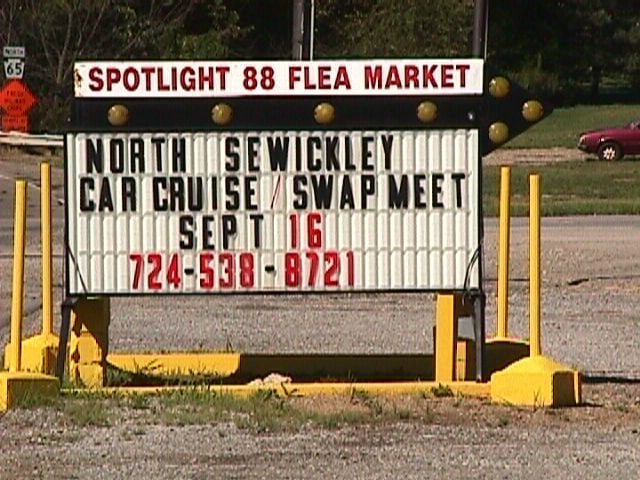 SPOTLIGHT 88 FLEA MARKET
NORTH SEWICKLEY
CAR CRUISE / SWAP MEET
SEPT 16
724-538-8721
NORTH
65